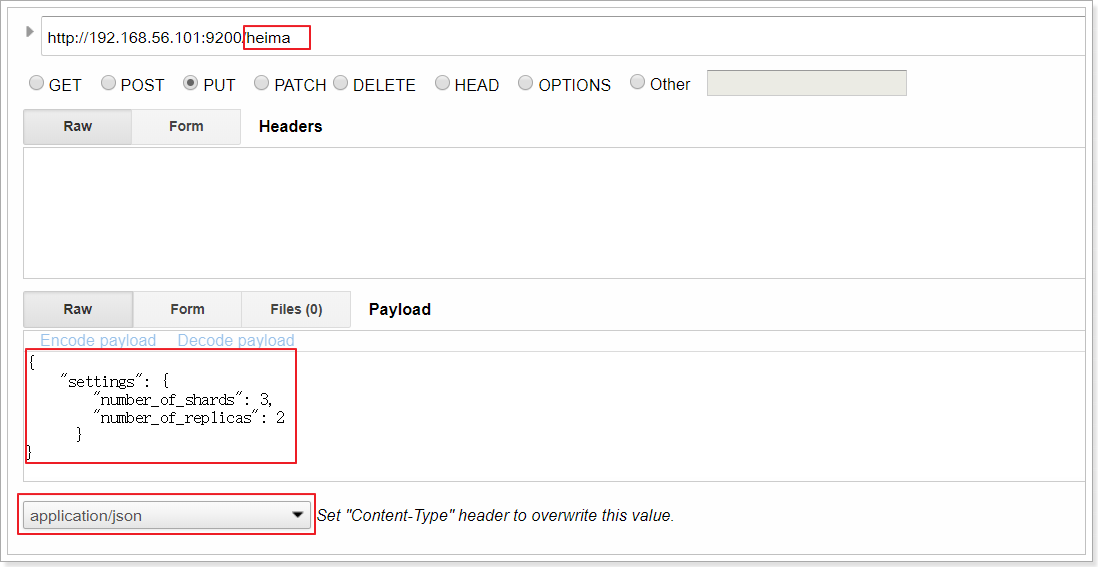 http://192.168.56.101:9200/heima
GET POST PUT PATCH DELETE HEAD OPTIONS Other
Raw Form Headers
Raw Form Files (0) Payload
Encode payload Decode payload
{
"settings": {
"number_of_shards": 3,
"number_of_replicas": 2
}
}
application/json Set "Content-Type" header to overwrite this value.